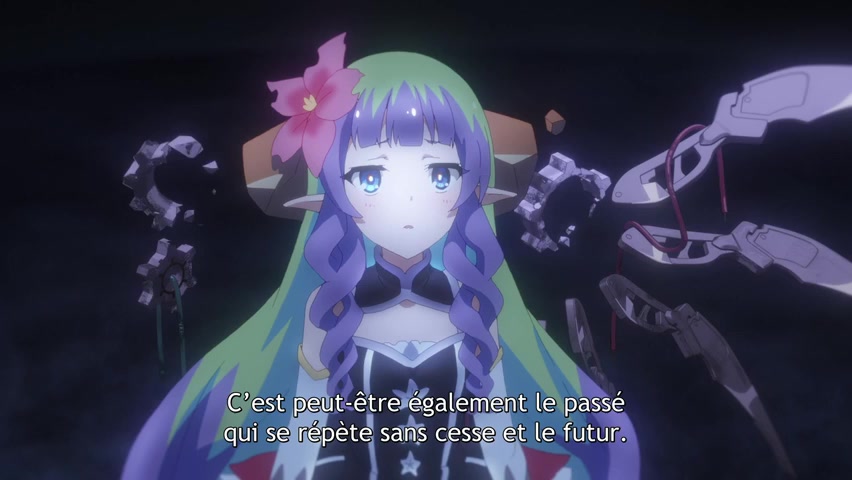 C’est peut-être également le passé
qui se répète sans cesse et le futur.